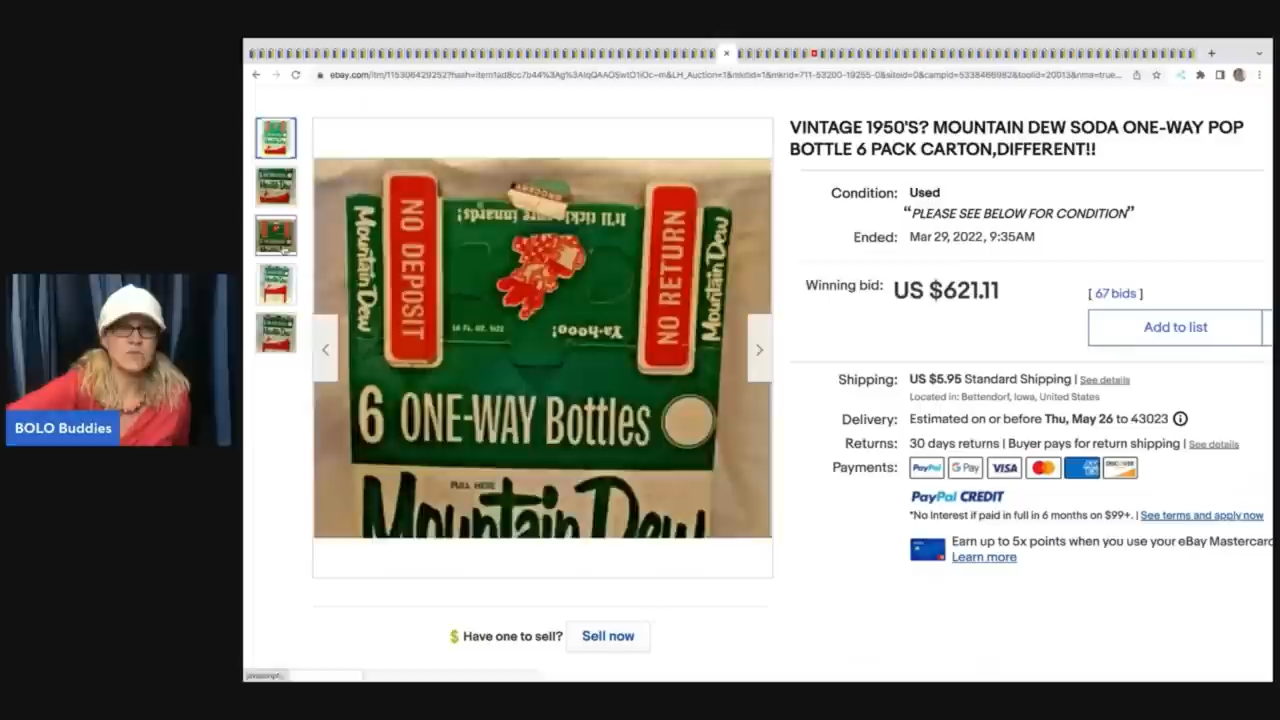 VINTAGE 1950'S? MOUNTAIN DEW SODA ONE-WAY POP
BOTTLE 6 PACK CARTON,DIFFERENT!!
Condition: Used
"PLEASE SEE BELOW FOR CONDITION"
Ended: Mar 29, 2022, 9:35AM
Winning bid: US $621.11 [ 67 bids ]
Add to list
Shipping: US $5.95 Standard Shipping | See details
Located in: Bettendorf, Iowa, United States
Delivery: Estimated on or before Thu, May 26 to 43023
Returns: 30 days returns | Buyer pays for return shipping | See details
Payments: PayPal G Pay VISA DISCOVER
PayPal CREDIT
*No Interest if paid in full in 6 months on $99+. | See terms and apply now
Earn up to 5x points when you use your eBay Mastercard
Learn more
GROCERY
It'll tickle yore innards!
Mountain Dew
NO DEPOSIT
NO RETURN
Mountain Dew
Ya-hooo!
6 ONE-WAY Bottles
PULL HERE
Mountain Dew
$ Have one to sell? Sell now
BOLO Buddies